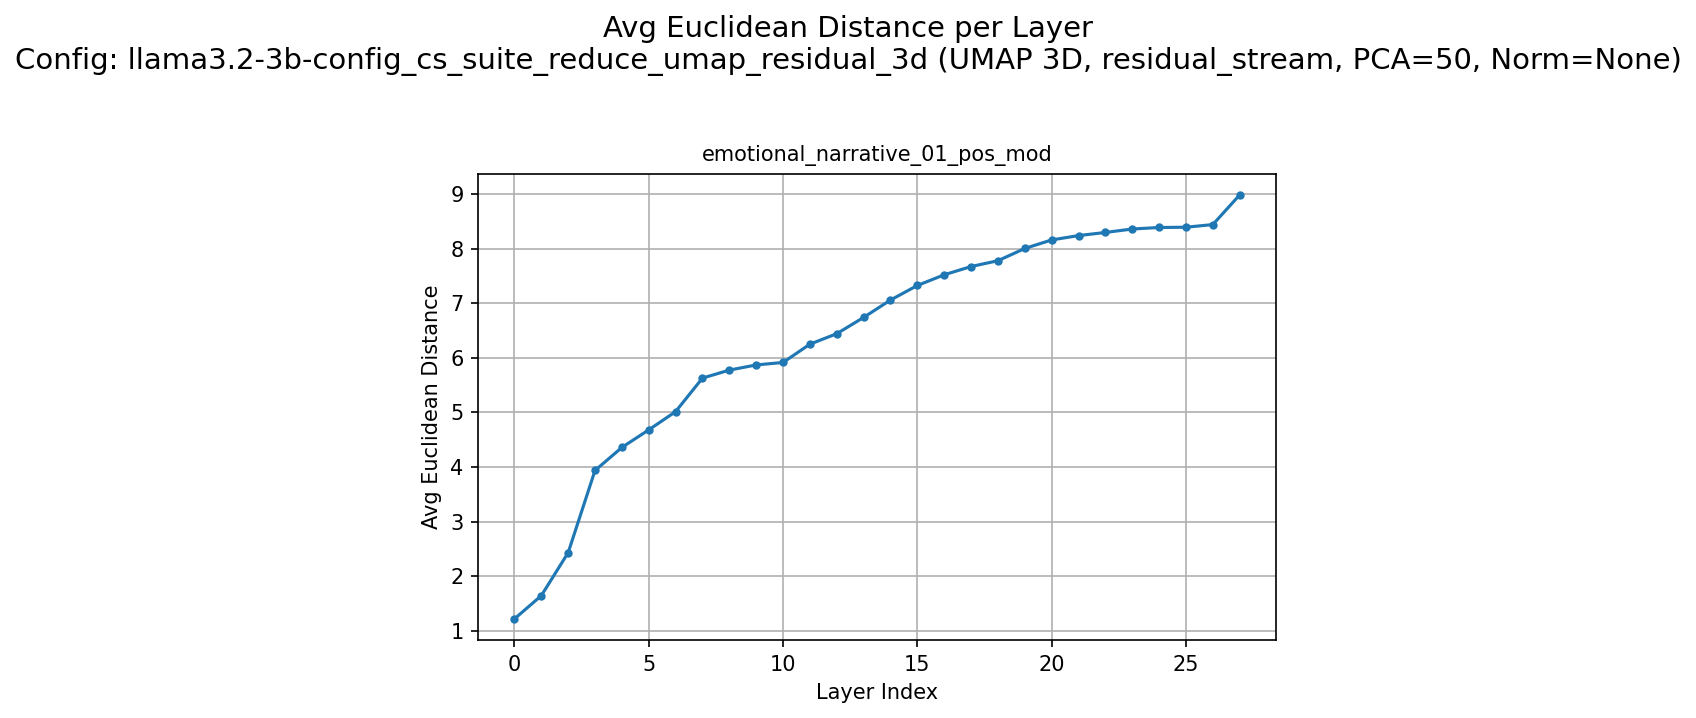 Avg Euclidean Distance per Layer
Config: llama3.2-3b-config_cs_suite_reduce_umap_residual_3d (UMAP 3D, residual_stream, PCA=50, Norm=None)
emotional_narrative_01_pos_mod
Avg Euclidean Distance
9
8
7
6
5
4
3
2
1
0 5 10 15 20 25
Layer Index